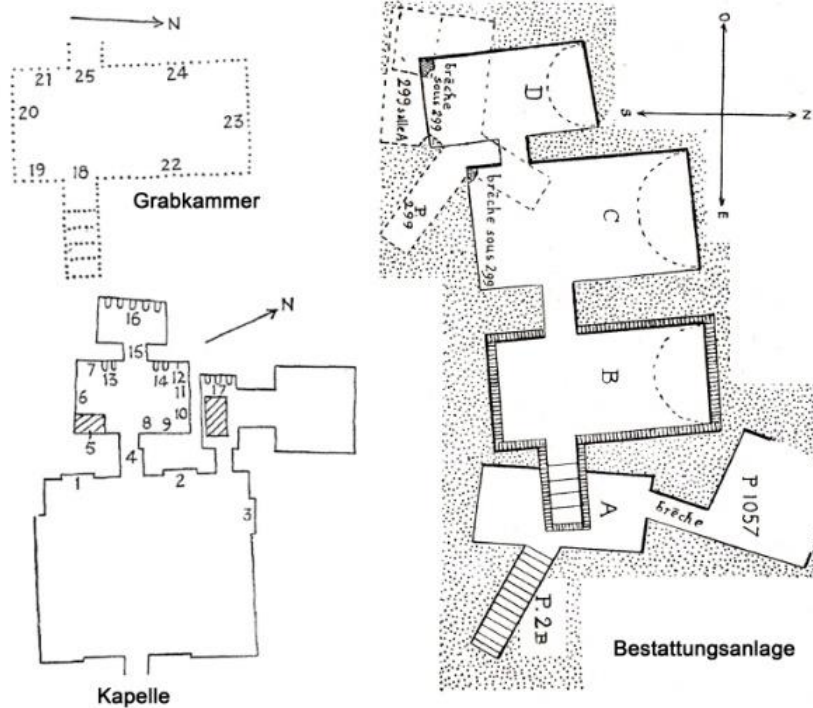 N
21 25 24
20
23
19 18 22
Grabkammer
N
16
15
7 13 14 12
11
17
6
10
8 9
5
4
1 2
3
Kapelle
O
S N
E
brèche
sous 299
D
299 salle A
P 299
brèche sous 299
C
B
A
brèche
P 1057
P. 2B
Bestattungsanlage